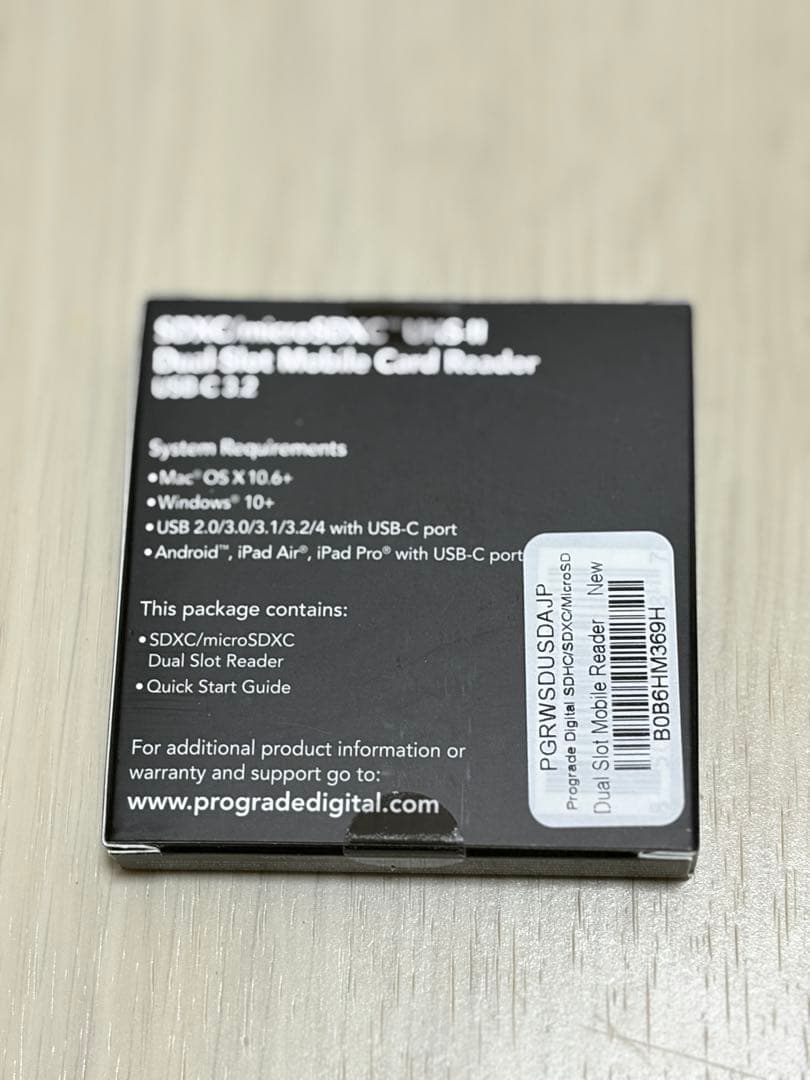 SDXC/microSDXC™ UHS-II
Dual Slot Mobile Card Reader
USB C 3.2
System Requirements
•Mac® OS X 10.6+
•Windows® 10+
•USB 2.0/3.0/3.1/3.2/4 with USB-C port
•Android™, iPad Air®, iPad Pro® with USB-C port
This package contains:
•SDXC/microSDXC
Dual Slot Reader
•Quick Start Guide
For additional product information or
warranty and support go to:
www.progradedigital.com
PGRWSDUSDAJP
Prograde Digital SDHC/SDXC/MicroSD
Dual Slot Mobile Reader New
B0B6HM369H